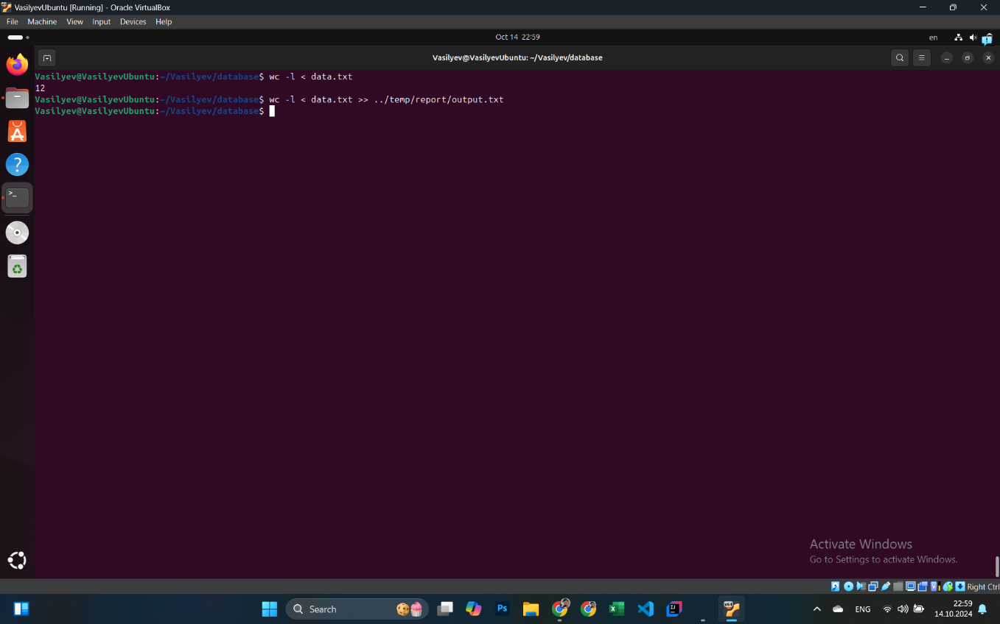 VasilyevUbuntu [Running] - Oracle VirtualBox
File Machine View Input Devices Help
Oct 14 22:59
en
Vasilyev@VasilyevUbuntu: ~/Vasilyev/database
Vasilyev@VasilyevUbuntu:~/Vasilyev/database$ wc -l < data.txt
12
Vasilyev@VasilyevUbuntu:~/Vasilyev/database$ wc -l < data.txt >> ../temp/report/output.txt
Vasilyev@VasilyevUbuntu:~/Vasilyev/database$
Activate Windows
Go to Settings to activate Windows.
Right Ctrl
Search
Ps
ENG
22:59
14.10.2024